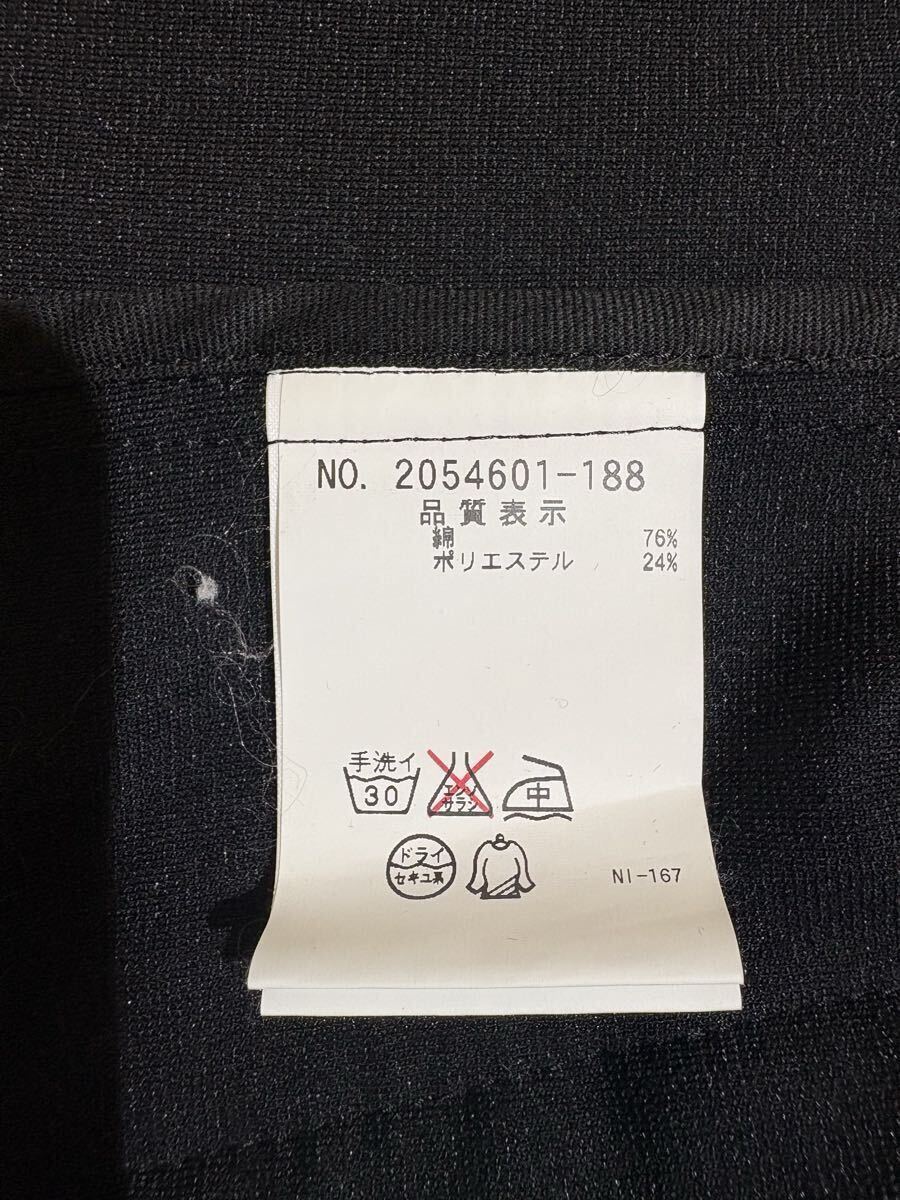 NO. 2054601-188
品質表示
綿 76%
ポリエステル 24%
手洗イ
30
エンソ
サラシ
中
ドライ
セキユ系
NI-167